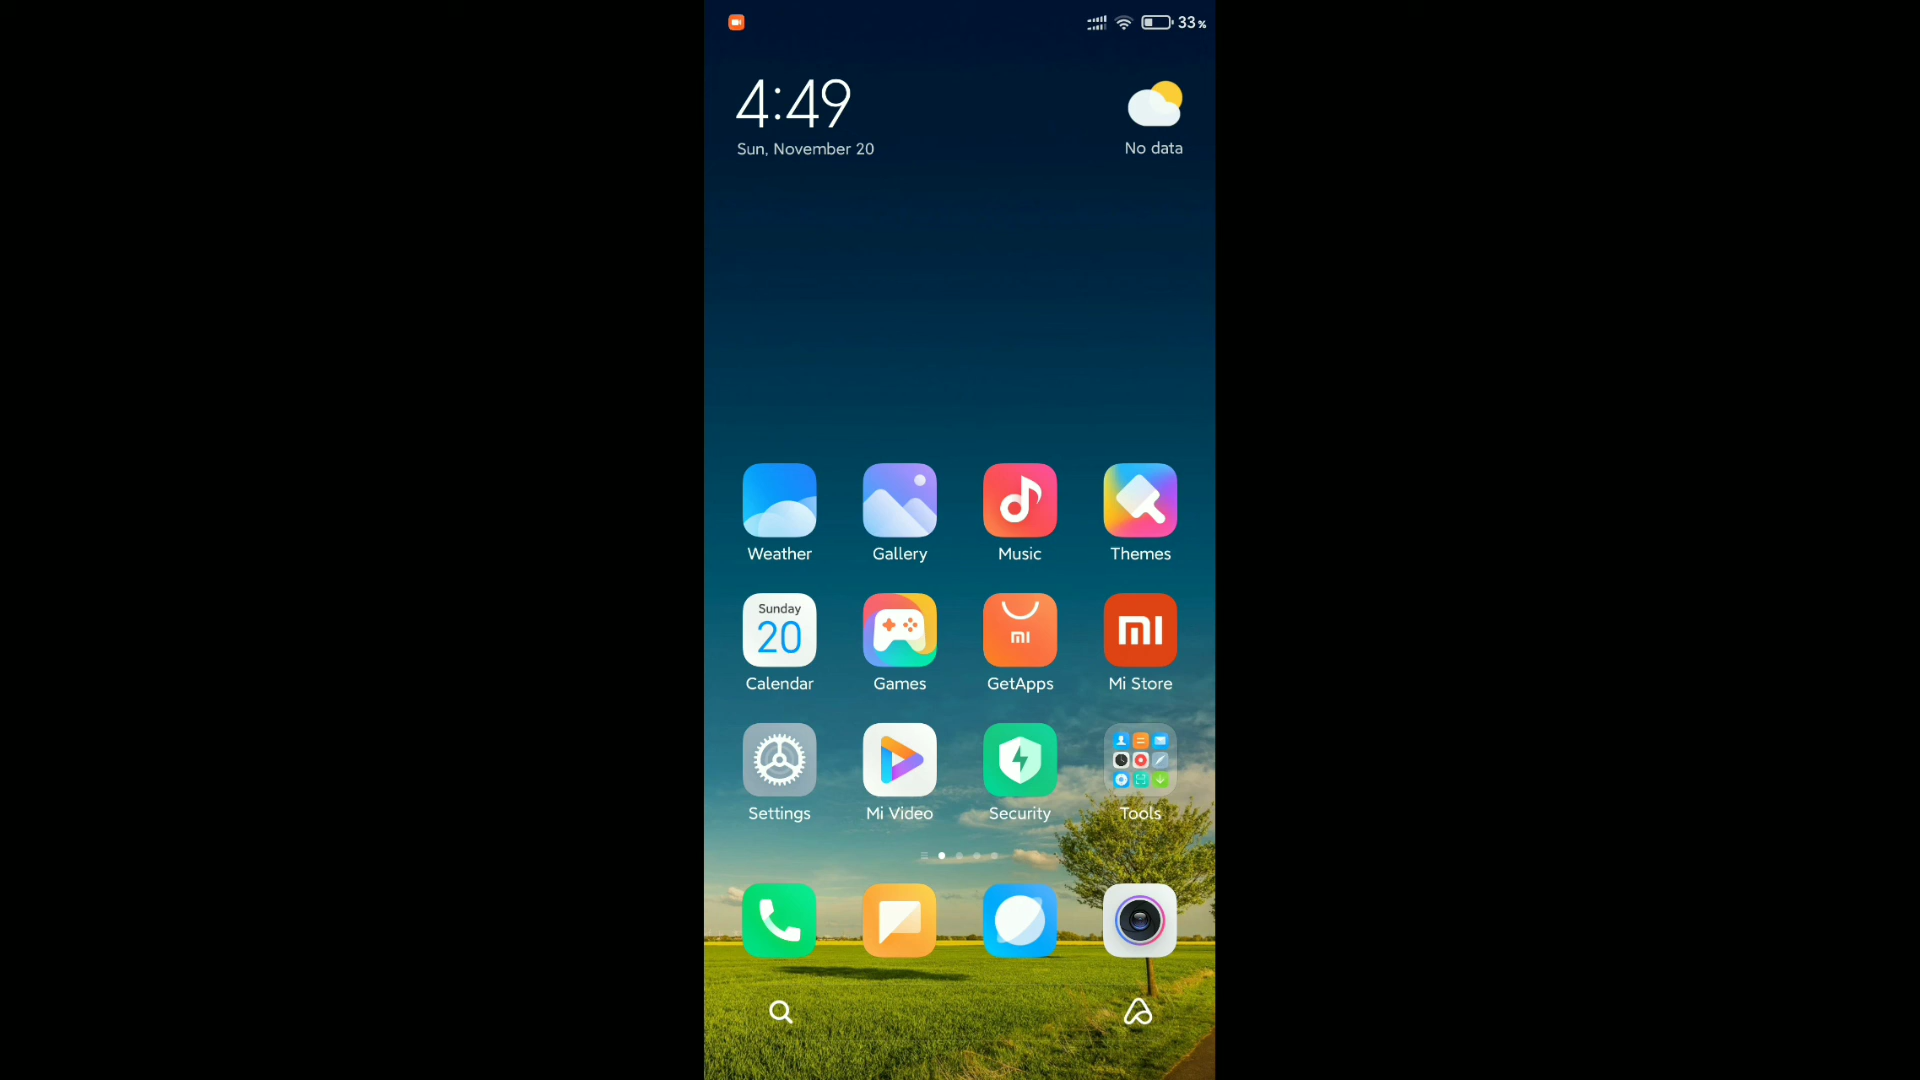 33%
4:49
Sun, November 20
No data
Weather
Gallery
Music
Themes
Sunday
20
mi
mi
Calendar
Games
GetApps
Mi Store
Settings
Mi Video
Security
Tools